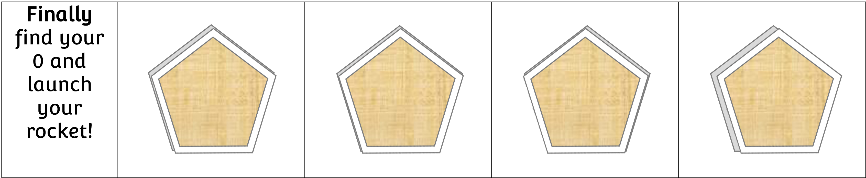 Finally
find your
0 and
launch
your
rocket!